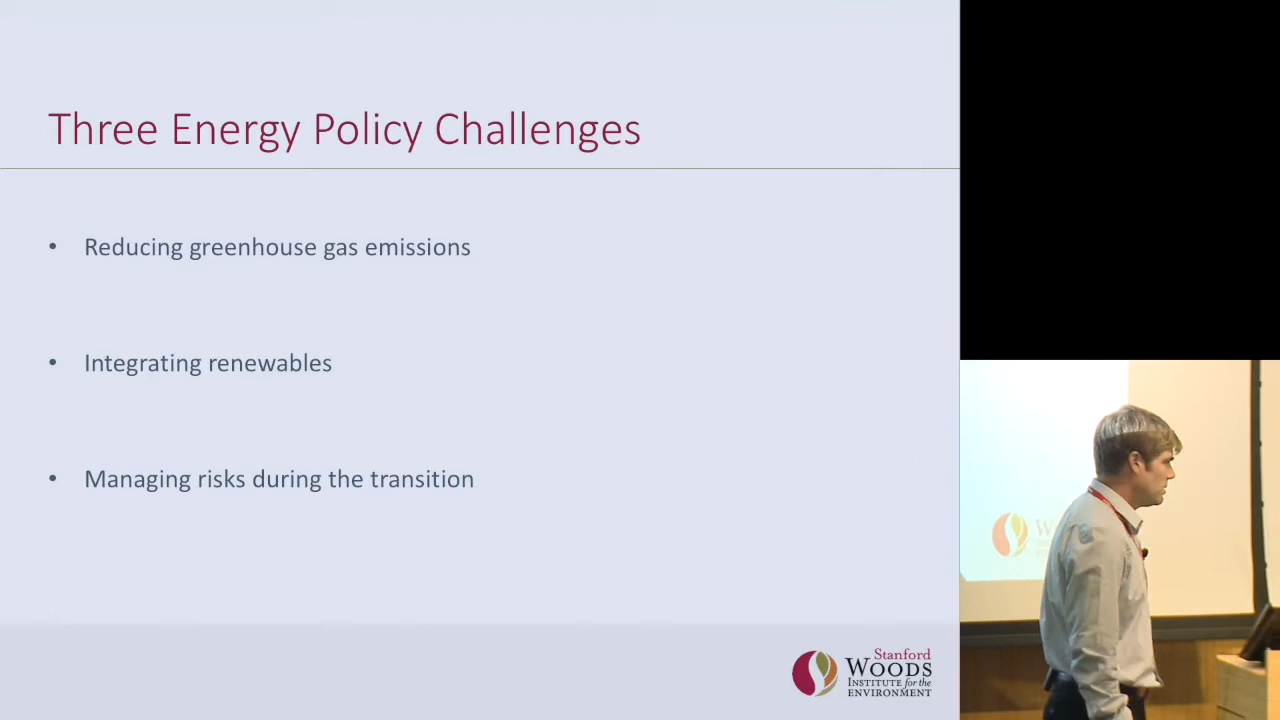 Three Energy Policy Challenges
• Reducing greenhouse gas emissions
• Integrating renewables
• Managing risks during the transition
Stanford
WOODS
INSTITUTE for the
ENVIRONMENT
W